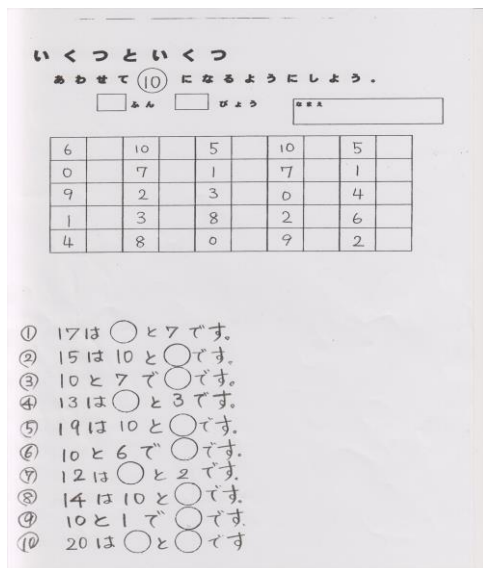 いくつといくつ
あわせて⑩になるようにしよう.
ふん びょう なまえ
6 10 5 10 5
0 7 1 7 1
9 2 3 0 4
1 3 8 2 6
4 8 0 9 2
① 17は○と7です。
② 15は10と○です.
③ 10と7で○です。
④ 13は○と3です.
⑤ 19は10と○です.
⑥ 10と6で○です.
⑦ 12は○と2です.
⑧ 14は10と○です.
⑨ 10と1で○です.
⑩ 20は○と○です